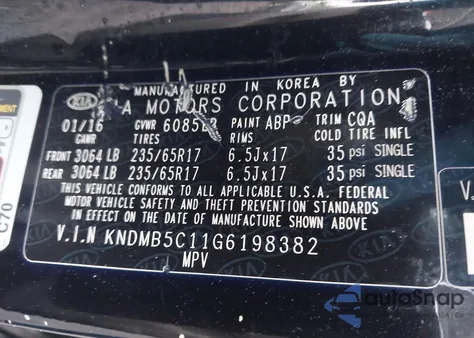 MANUFACTURED IN KOREA BY
KIA
A MOTORS CORPORATION
01/16 GVWR PAINT ABP TRIM CQA
GAWR TIRES RIMS COLD TIRE INFL
FRONT 3064 LB 235/65R17 6.5Jx17 35 psi SINGLE
REAR 3064 LB 235/65R17 6.5Jx17 35 psi SINGLE
THIS VEHICLE CONFORMS TO ALL APPLICABLE U.S.A. FEDERAL
MOTOR VEHICLE SAFETY AND THEFT PREVENTION STANDARDS
IN EFFECT ON THE DATE OF MANUFACTURE SHOWN ABOVE
V.I.N KNDMB5C11G6198382
MPV
C70
V.
autoSnap